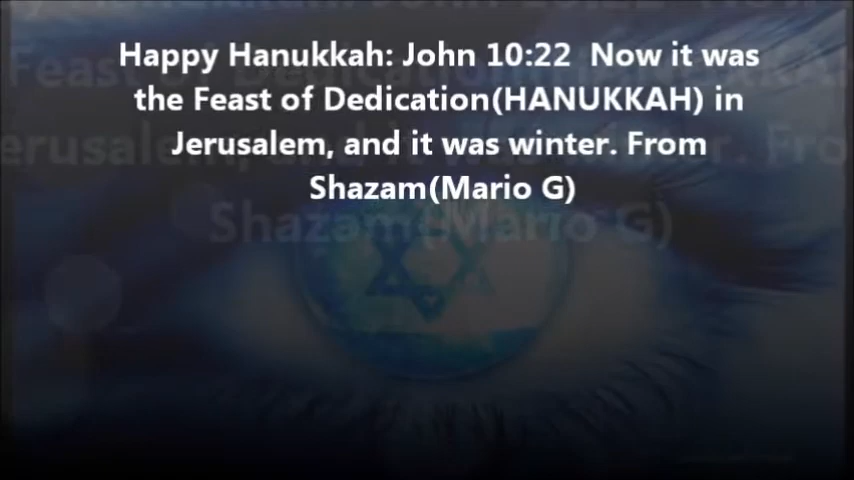 Happy Hanukkah: John 10:22  Now it was
the Feast of Dedication(HANUKKAH) in
Jerusalem, and it was winter. From
Shazam(Mario G)